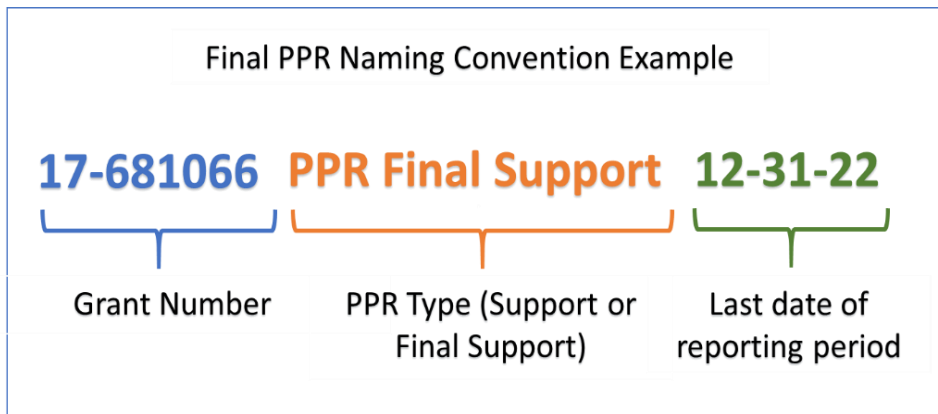 Final PPR Naming Convention Example
17-681066 PPR Final Support 12-31-22
Grant Number
PPR Type (Support or
Final Support)
Last date of
reporting period